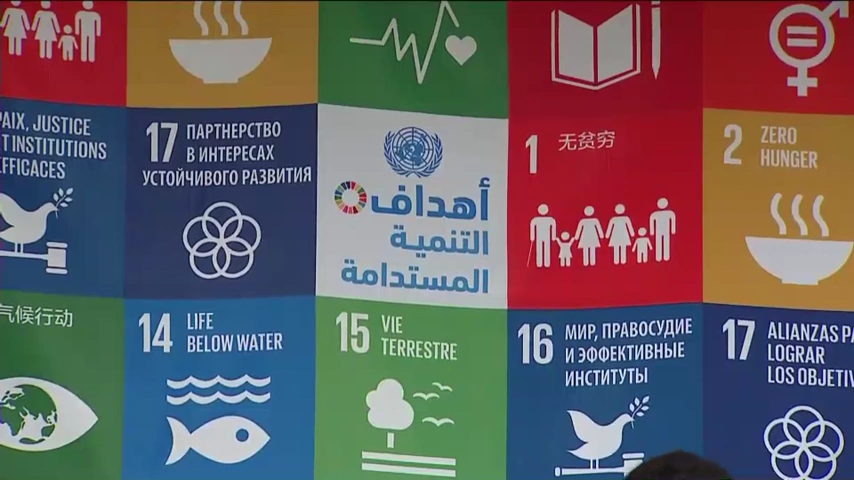 PAIX, JUSTICE
ET INSTITUTIONS
EFFICACES
17 ПАРТНЕРСТВО
В ИНТЕРЕСАХ
УСТОЙЧИВОГО РАЗВИТИЯ
أهداف
التنمية
المستدامة
1 无贫穷
2 ZERO
HUNGER
气候行动
14 LIFE
BELOW WATER
15 VIE
TERRESTRE
16 МИР, ПРАВОСУДИЕ
И ЭФФЕКТИВНЫЕ
ИНСТИТУТЫ
17 ALIANZAS PA
LOGRAR
LOS OBJETIV